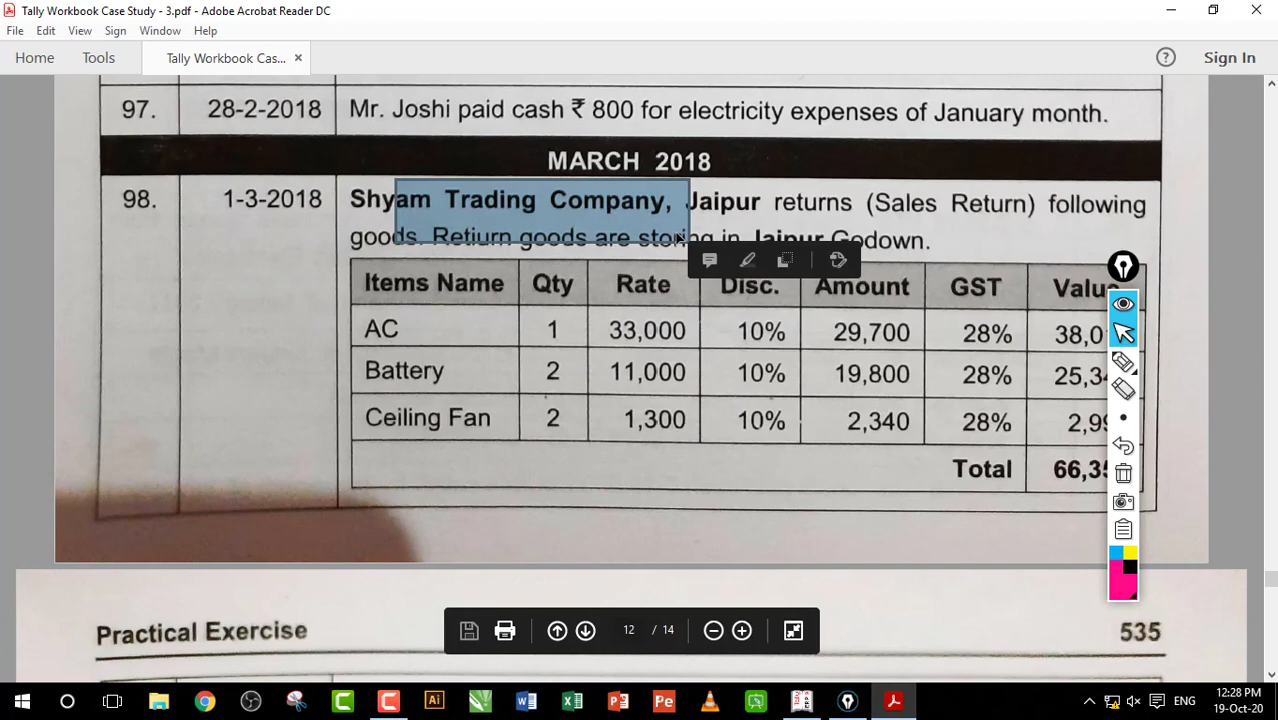 Tally Workbook Case Study - 3.pdf - Adobe Acrobat Reader DC
File Edit View Sign Window Help
Home Tools Tally Workbook Cas... Sign In
97. 28-2-2018 Mr. Joshi paid cash ₹ 800 for electricity expenses of January month.
MARCH 2018
98. 1-3-2018 Shyam Trading Company, Jaipur returns (Sales Return) following
goods. Retiurn goods are storing in Jaipur Godown.
Items Name Qty Rate Disc. Amount GST
AC 1 33,000 10% 29,700 28%
Battery 2 11,000 10% 19,800 28%
Ceiling Fan 2 1,300 10% 2,340 28%
Total
Practical Exercise 535
12 / 14
ENG
12:28 PM
19-Oct-20